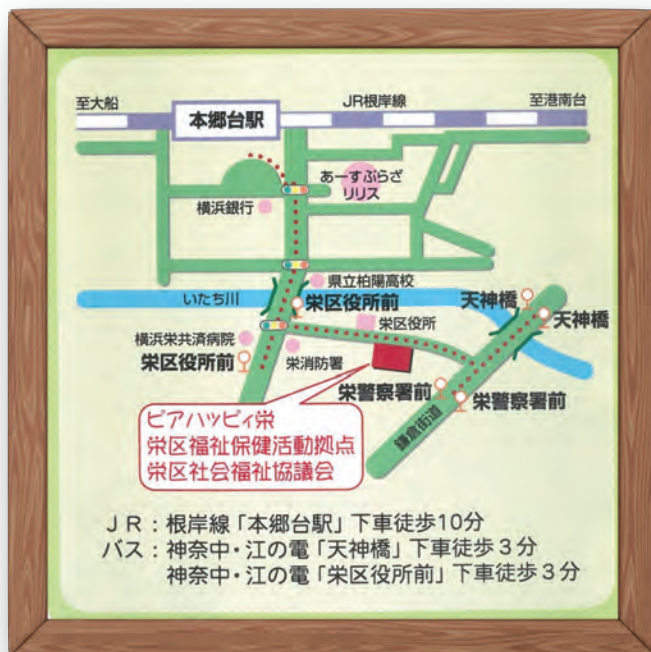 至大船
JR根岸線
至港南台
本郷台駅
あーすぷらざ
リリス
横浜銀行
県立柏陽高校
いたち川
栄区役所前
天神橋
天神橋
栄区役所
横浜栄共済病院
栄区役所前
栄消防署
栄警察署前
栄警察署前
鎌倉街道
ピアハッピィ栄
栄区福祉保健活動拠点
栄区社会福祉協議会
JR：根岸線「本郷台駅」下車徒歩10分
バス：神奈中・江の電「天神橋」下車徒歩3分
神奈中・江の電「栄区役所前」下車徒歩3分